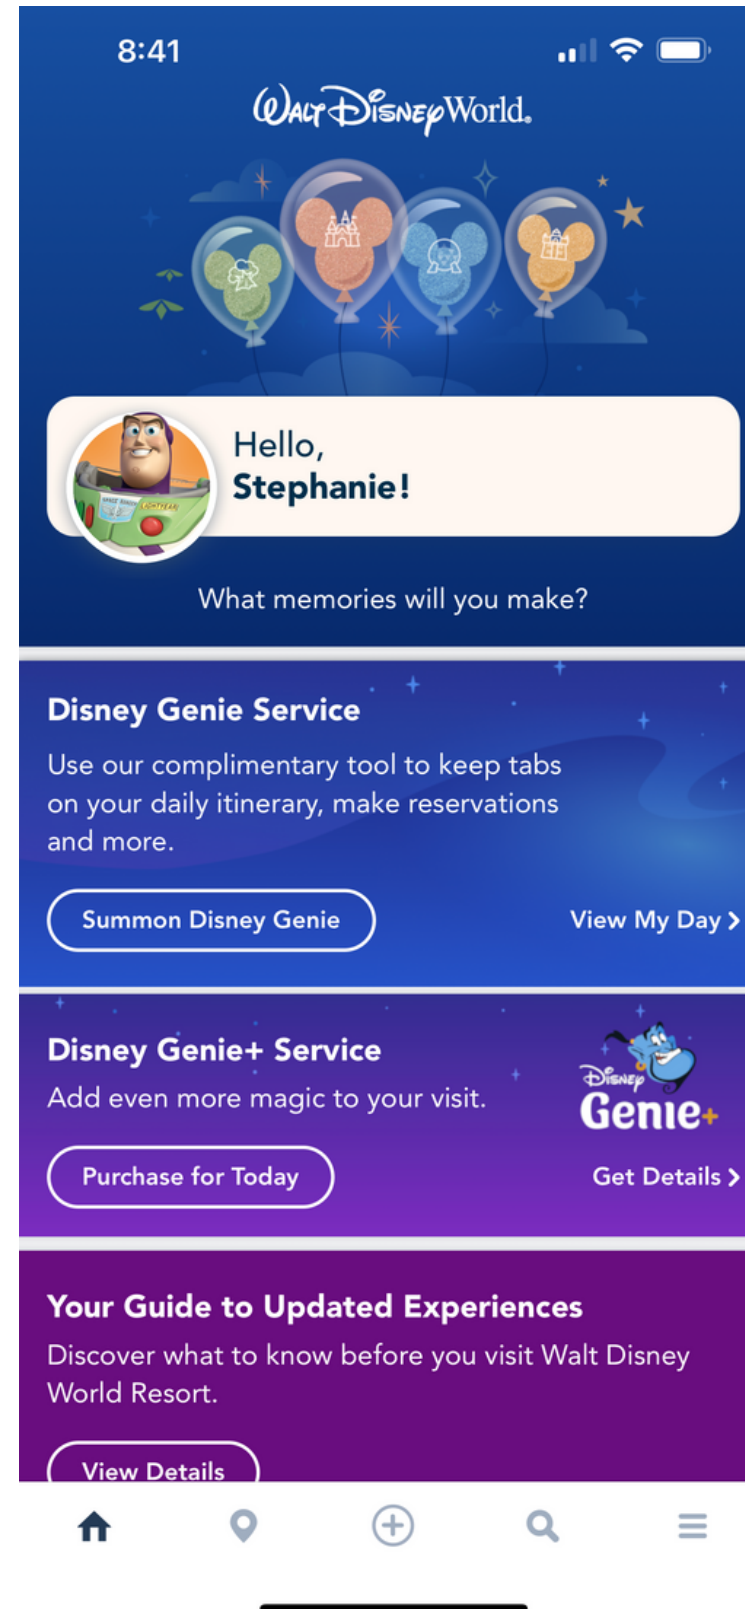 8:41
Walt Disney World.
Hello,
Stephanie!
SPACE RANGER
LIGHTYEAR
What memories will you make?
Disney Genie Service
Use our complimentary tool to keep tabs
on your daily itinerary, make reservations
and more.
Summon Disney Genie
View My Day
Disney Genie+ Service
Add even more magic to your visit.
Disney
Genie+
Purchase for Today
Get Details
Your Guide to Updated Experiences
Discover what to know before you visit Walt Disney
World Resort.
View Details